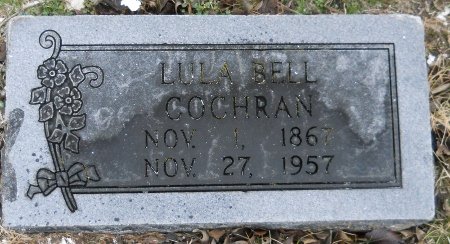 LULA BELL
COCHRAN
NOV. 1, 1867
NOV. 27, 1957